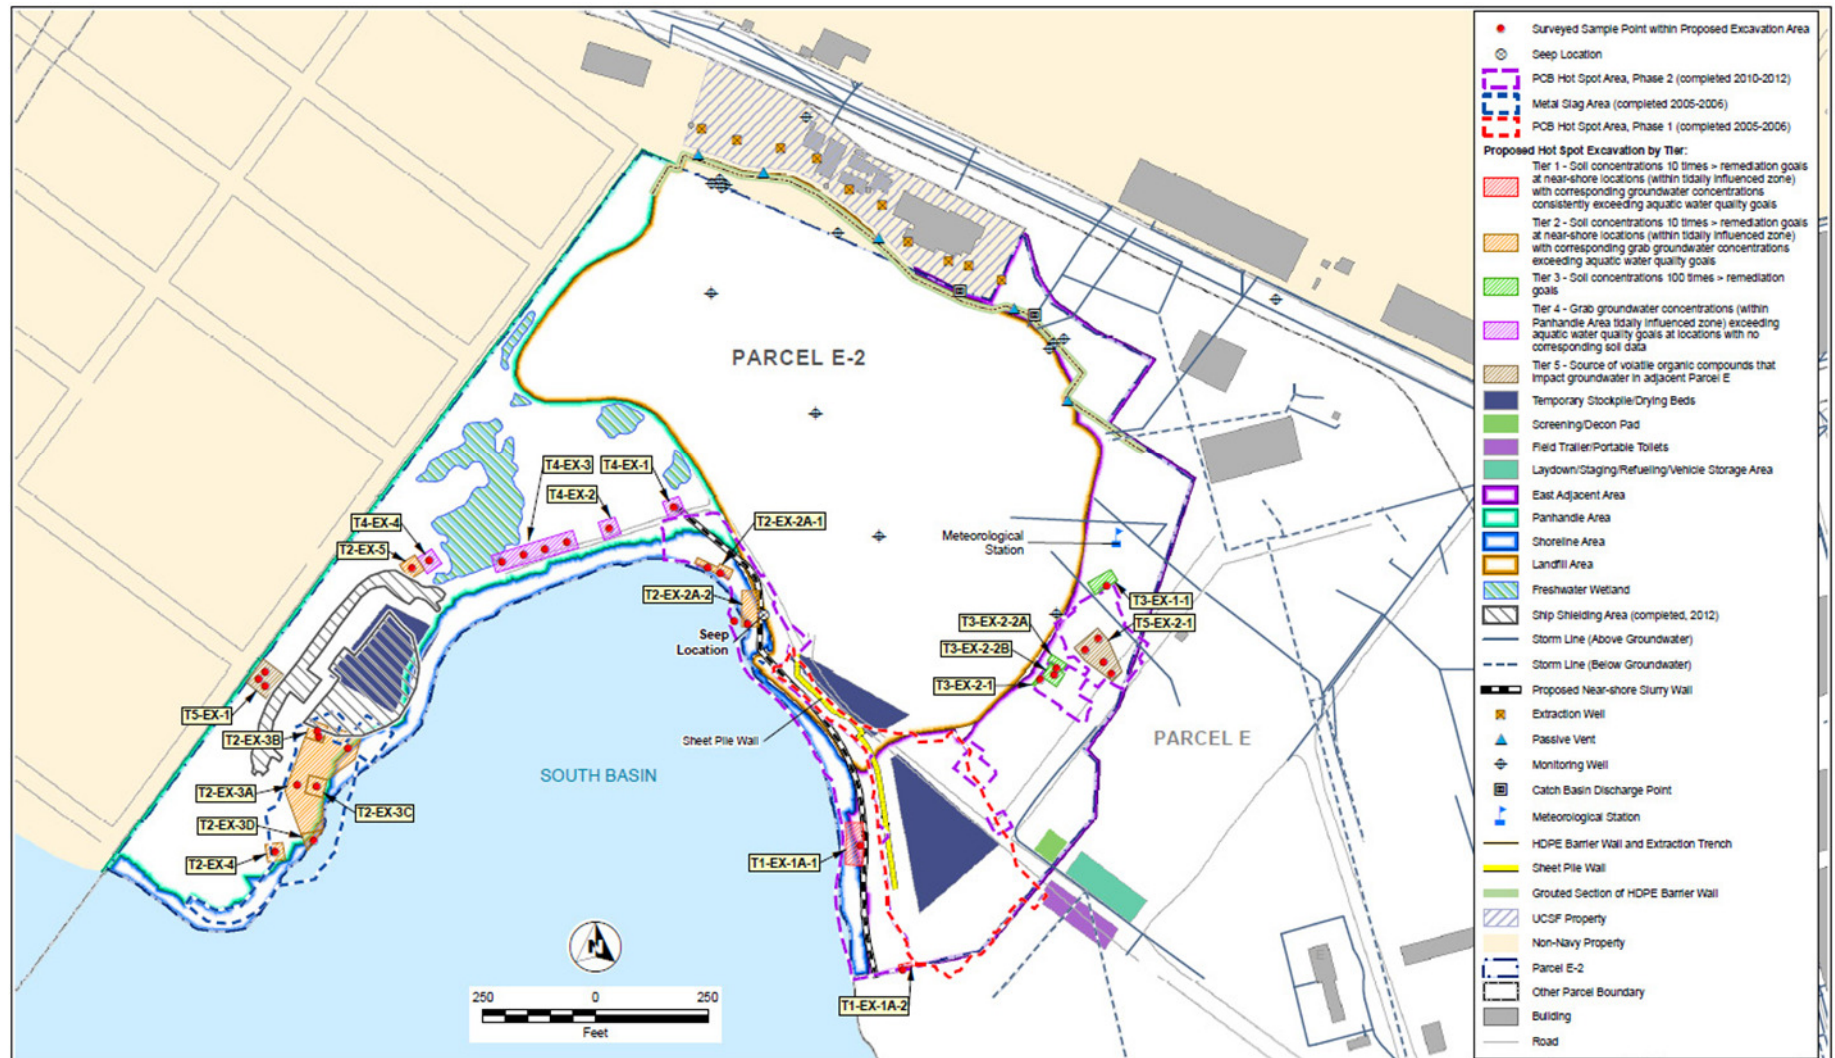 PARCEL E-2
T4-EX-3
T4-EX-1
T4-EX-2
T4-EX-4
T2-EX-5
T2-EX-2A-1
T2-EX-2A-2
Seep
Location
Meteorological
Station
T3-EX-1-1
T3-EX-2-2A
T5-EX-2-1
T3-EX-2-2B
T3-EX-2-1
T5-EX-1
T2-EX-3B
Sheet Pile Wall
PARCEL E
SOUTH BASIN
T2-EX-3A
T2-EX-3C
T2-EX-3D
T2-EX-4
T1-EX-1A-1
T1-EX-1A-2
N
250 0 250
Feet
Surveyed Sample Point within Proposed Excavation Area
Seep Location
PCB Hot Spot Area, Phase 2 (completed 2010-2012)
Metal Slag Area (completed 2005-2006)
PCB Hot Spot Area, Phase 1 (completed 2005-2006)
Proposed Hot Spot Excavation by Tier:
Tier 1 - Soil concentrations 10 times > remediation goals
at near-shore locations (within tidally influenced zone)
with corresponding groundwater concentrations
consistently exceeding aquatic water quality goals
Tier 2 - Soil concentrations 10 times > remediation goals
at near-shore locations (within tidally influenced zone)
with corresponding grab groundwater concentrations
exceeding aquatic water quality goals
Tier 3 - Soil concentrations 100 times > remediation
goals
Tier 4 - Grab groundwater concentrations (within
Panhandle Area tidally influenced zone) exceeding
aquatic water quality goals at locations with no
corresponding soil data
Tier 5 - Source of volatile organic compounds that
impact groundwater in adjacent Parcel E
Temporary Stockpile/Drying Beds
Screening/Decon Pad
Field Trailer/Portable Toilets
Laydown/Staging/Refueling/Vehicle Storage Area
East Adjacent Area
Panhandle Area
Shoreline Area
Landfill Area
Freshwater Wetland
Ship Shielding Area (completed, 2012)
Storm Line (Above Groundwater)
Storm Line (Below Groundwater)
Proposed Near-shore Slurry Wall
Extraction Well
Passive Vent
Monitoring Well
Catch Basin Discharge Point
Meteorological Station
HDPE Barrier Wall and Extraction Trench
Sheet Pile Wall
Grouted Section of HDPE Barrier Wall
UCSF Property
Non-Navy Property
Parcel E-2
Other Parcel Boundary
Building
Road